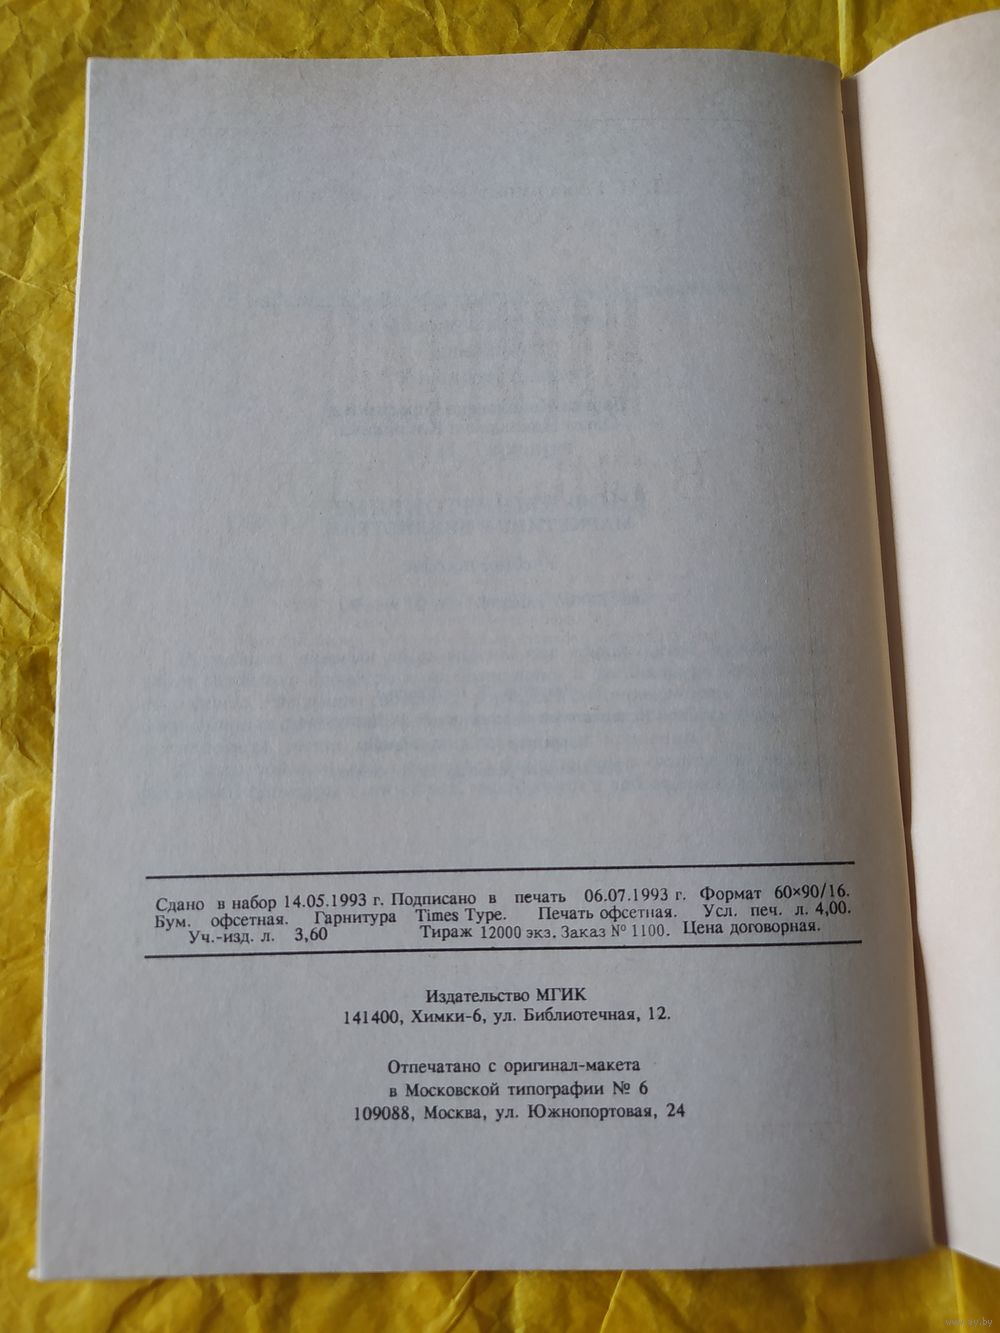 Сдано в набор 14.05.1993 г. Подписано в печать 06.07.1993 г. Формат 60×90/16.
Бум. офсетная. Гарнитура Times Type. Печать офсетная. Усл. печ. л. 4,00.
Уч.-изд. л. 3,60 Тираж 12000 экз. Заказ № 1100. Цена договорная.
Издательство МГИК
141400, Химки-6, ул. Библиотечная, 12.
Отпечатано с оригинал-макета
в Московской типографии № 6
109088, Москва, ул. Южнопортовая, 24
www.ay.by